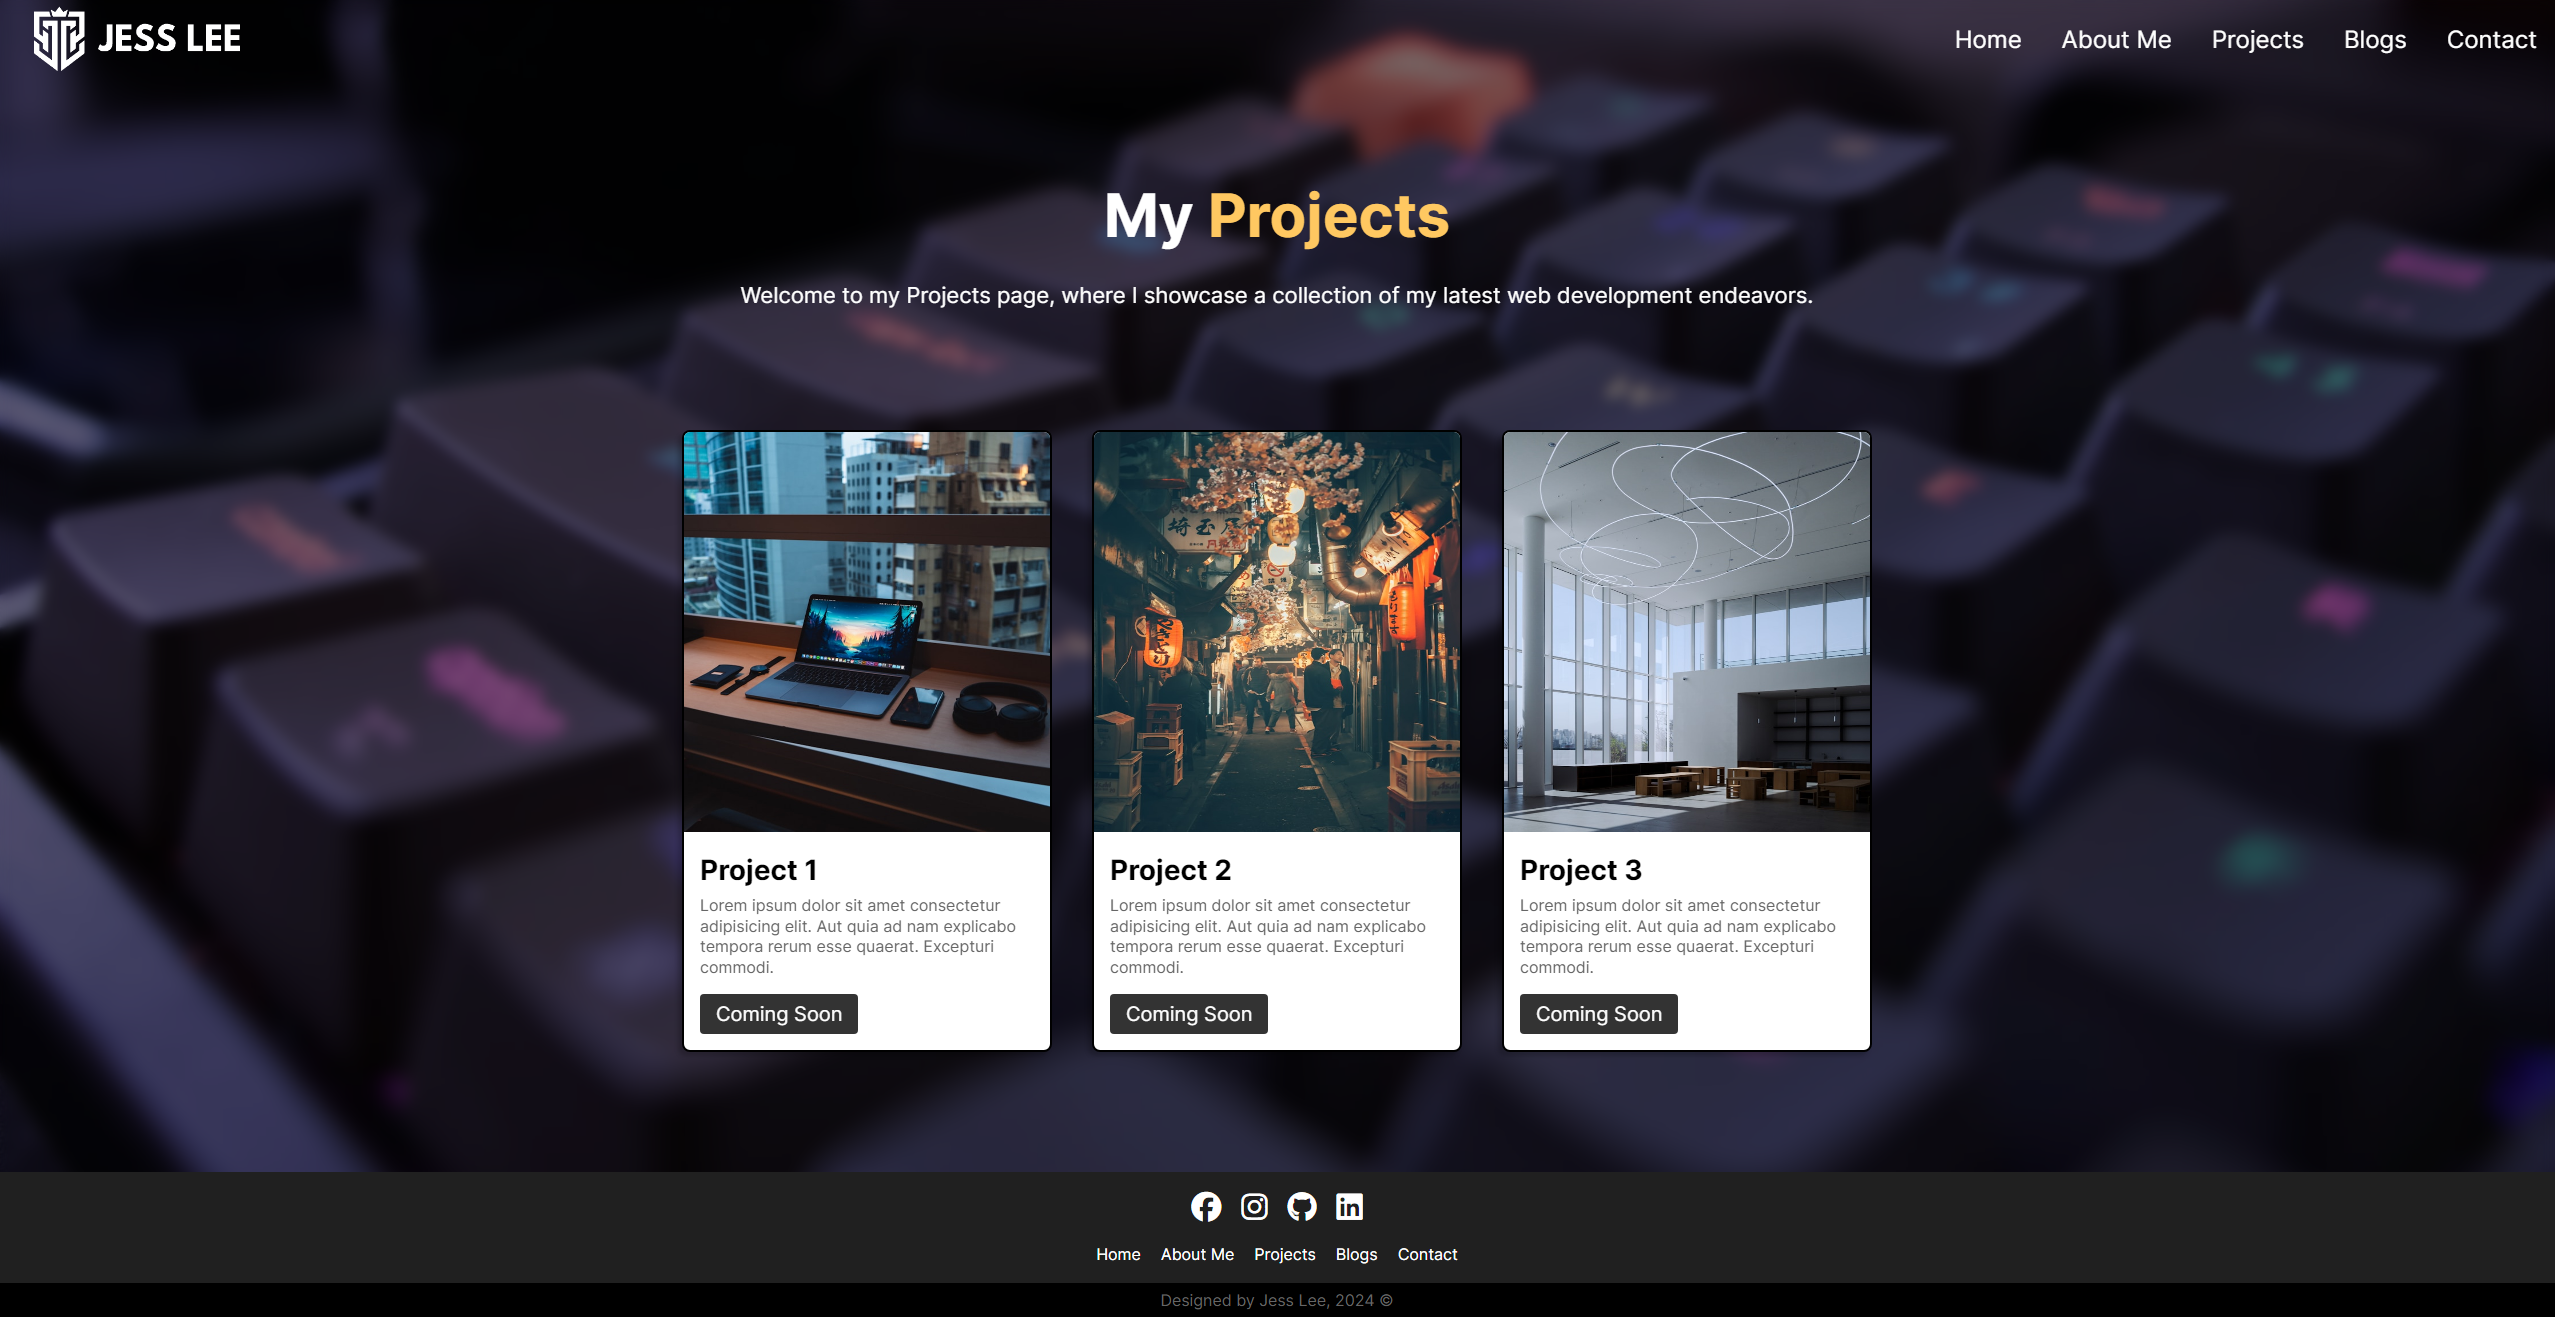 JESS LEE
Home About Me Projects Blogs Contact
My Projects
Welcome to my Projects page, where I showcase a collection of my latest web development endeavors.
埼玉屋
Project 1
Lorem ipsum dolor sit amet consectetur
adipisicing elit. Aut quia ad nam explicabo
tempora rerum esse quaerat. Excepturi
commodi.
Coming Soon
Project 2
Lorem ipsum dolor sit amet consectetur
adipisicing elit. Aut quia ad nam explicabo
tempora rerum esse quaerat. Excepturi
commodi.
Coming Soon
Project 3
Lorem ipsum dolor sit amet consectetur
adipisicing elit. Aut quia ad nam explicabo
tempora rerum esse quaerat. Excepturi
commodi.
Coming Soon
Home About Me Projects Blogs Contact
Designed by Jess Lee, 2024 ©